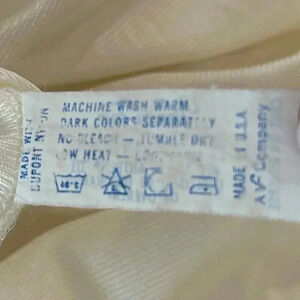 MADE WITH
DUPONT NYLON
MACHINE WASH WARM
DARK COLORS SEPARATELY
NO BLEACH — TUMBLE DRY
LOW HEAT —
40°C
MADE U.S.A.
A VF Company